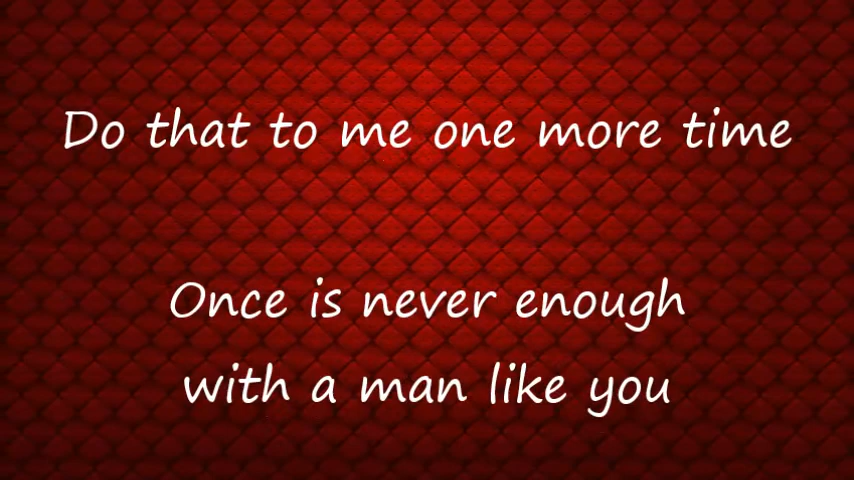 Do that to me one more time
Once is never enough
with a man like you